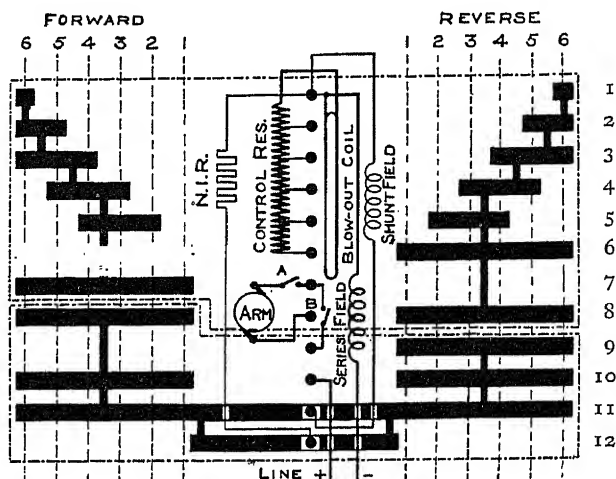 FORWARD REVERSE
6 5 4 3 2 1 1 2 3 4 5 6
1
2
3
4
5
6
7
8
9
10
11
12
N.I.R.
CONTROL RES.
BLOW-OUT COIL
SHUNT FIELD
A
B
ARM
SERIES FIELD
LINE + -